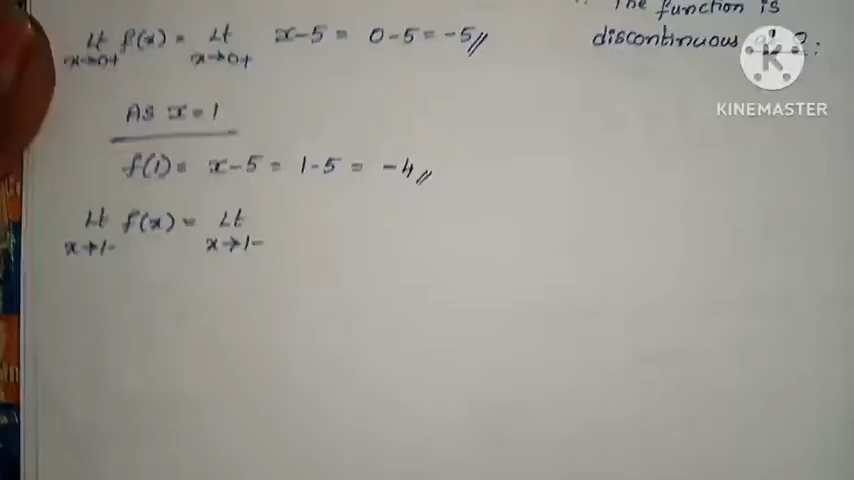 Lt f(x) = Lt x-5 = 0-5 = -5//
x→0+ x→0+
As x=1
f(1)= x-5 = 1-5 = -4//
Lt f(x) = Lt
x→1- x→1-
The function is
discontinuous
KINEMASTER